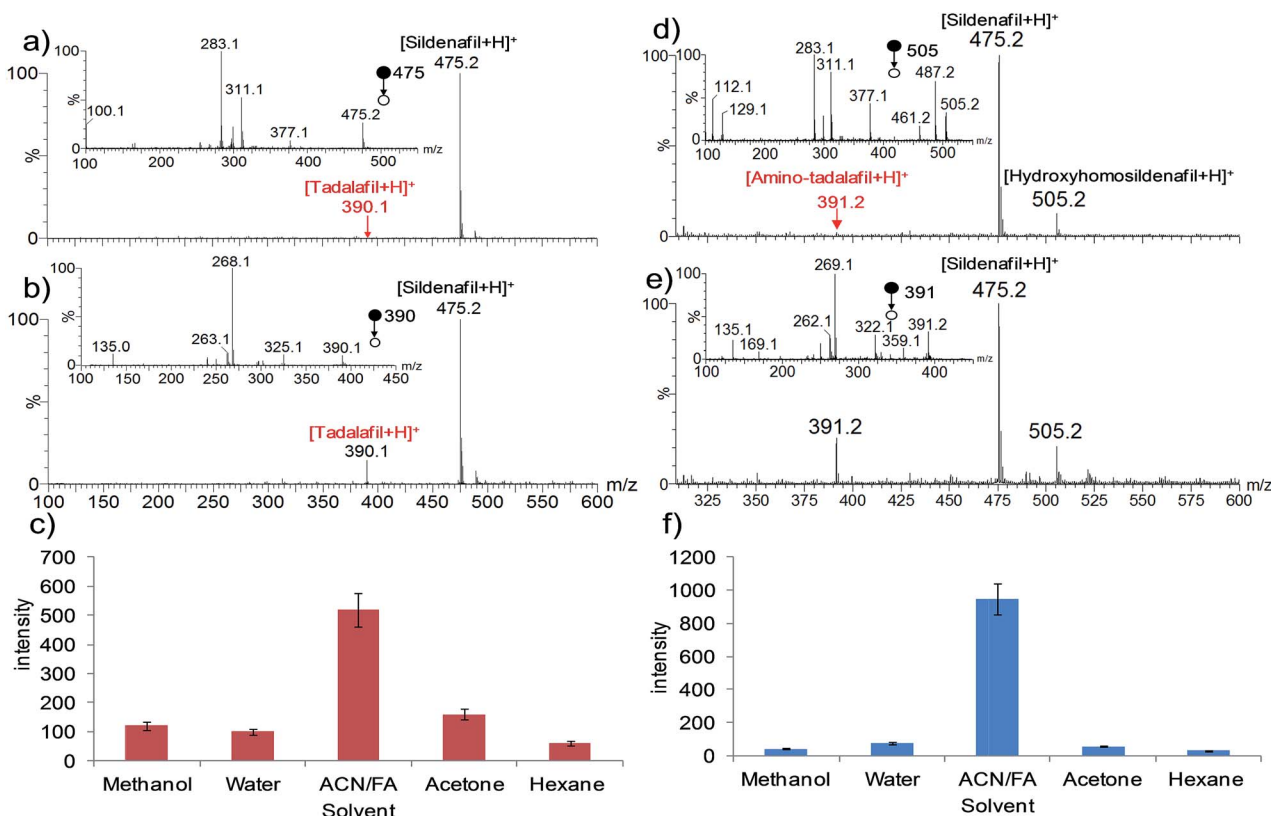 a)
[Sildenafil+H]+
475.2
100
%
0
100
%
0
283.1
311.1
100.1
377.1
475.2
475
100 200 300 400 500 m/z
[Tadalafil+H]+
390.1
b)
[Sildenafil+H]+
475.2
100
%
0
100
%
0
268.1
135.0
263.1
325.1
390.1
390
100 150 200 250 300 350 400 450
m/z
[Tadalafil+H]+
390.1
100 150 200 250 300 350 400 450 500 550 600 m/z
c)
intensity
700
600
500
400
300
200
100
0
Methanol Water ACN/FA Acetone Hexane
Solvent
d)
[Sildenafil+H]+
475.2
100
%
0
100
%
0
283.1
311.1
112.1
129.1
377.1
461.2
487.2
505.2
505
100 200 300 400 500 m/z
[Amino-tadalafil+H]+
391.2
[Hydroxyhomosildenafil+H]+
505.2
e)
[Sildenafil+H]+
475.2
100
%
0
100
%
0
269.1
135.1
169.1
262.1
322.1
359.1
391.2
391
100 200 300 400 m/z
391.2
505.2
325 350 375 400 425 450 475 500 525 550 575 600 m/z
f)
intensity
1200
1000
800
600
400
200
0
Methanol Water ACN/FA Acetone Hexane
Solvent